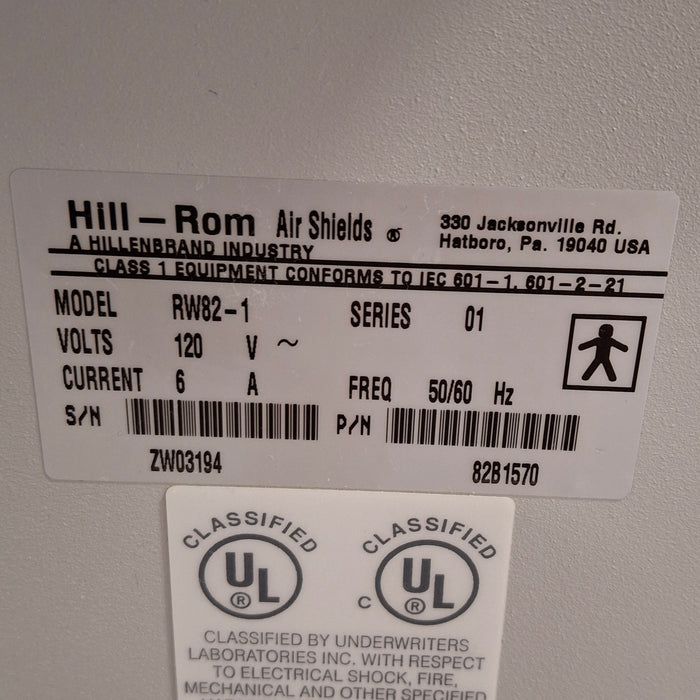 Hill-Rom Air Shields ® 330 Jacksonville Rd.
A HILLENBRAND INDUSTRY Hatboro, Pa. 19040 USA
CLASS 1 EQUIPMENT CONFORMS TO IEC 601-1, 601-2-21
MODEL RW82-1 SERIES 01
VOLTS 120 V ~
CURRENT 6 A FREQ 50/60 Hz
S/N P/N
ZW03194 82B1570
CLASSIFIED CLASSIFIED
UL® C UL®
CLASSIFIED BY UNDERWRITERS
LABORATORIES INC. WITH RESPECT
TO ELECTRICAL SHOCK, FIRE,
MECHANICAL AND OTHER SPECIFIED